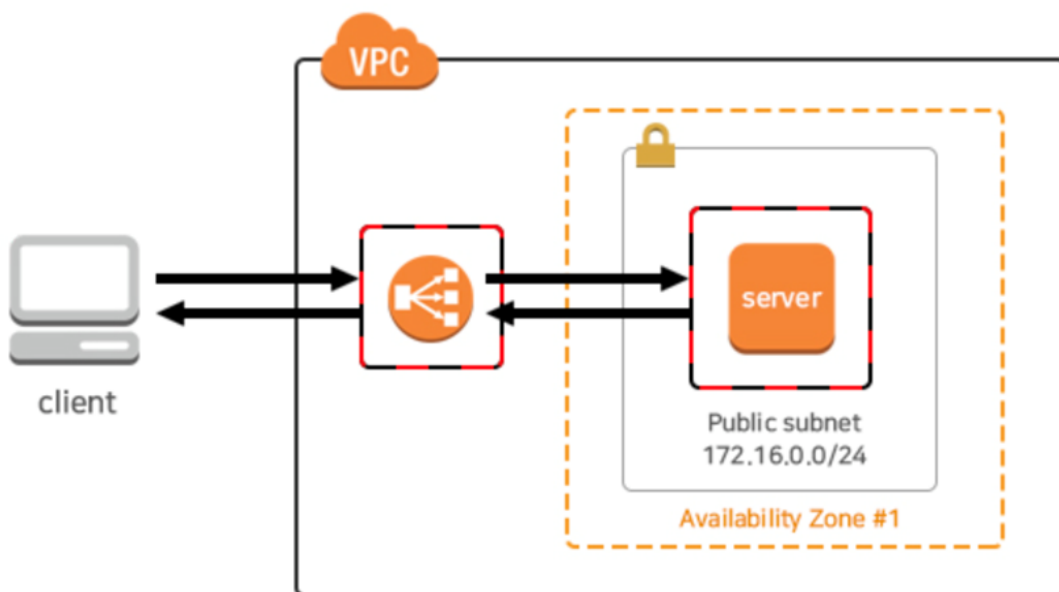 VPC
server
client
Public subnet
172.16.0.0/24
Availability Zone #1